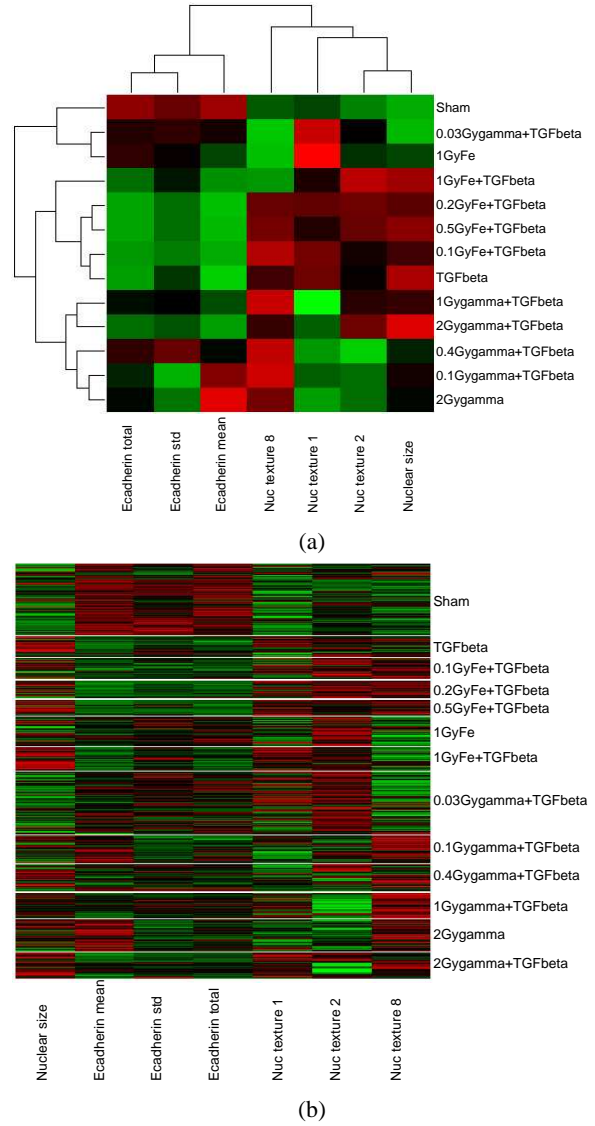 Sham
0.03Gygamma+TGFbeta
1GyFe
1GyFe+TGFbeta
0.2GyFe+TGFbeta
0.5GyFe+TGFbeta
0.1GyFe+TGFbeta
TGFbeta
1Gygamma+TGFbeta
2Gygamma+TGFbeta
0.4Gygamma+TGFbeta
0.1Gygamma+TGFbeta
2Gygamma
Ecadherin total
Ecadherin std
Ecadherin mean
Nuc texture 8
Nuc texture 1
Nuc texture 2
Nuclear size
(a)
Sham
TGFbeta
0.1GyFe+TGFbeta
0.2GyFe+TGFbeta
0.5GyFe+TGFbeta
1GyFe
1GyFe+TGFbeta
0.03Gygamma+TGFbeta
0.1Gygamma+TGFbeta
0.4Gygamma+TGFbeta
1Gygamma+TGFbeta
2Gygamma
2Gygamma+TGFbeta
Nuclear size
Ecadherin mean
Ecadherin std
Ecadherin total
Nuc texture 1
Nuc texture 2
Nuc texture 8
(b)